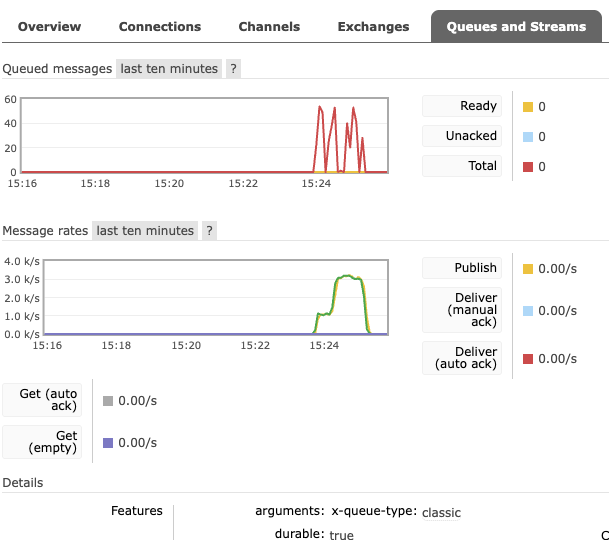 Overview Connections Channels Exchanges Queues and Streams
Queued messages last ten minutes ?
60
40
20
0
15:16 15:18 15:20 15:22 15:24
Ready 0
Unacked 0
Total 0
Message rates last ten minutes ?
4.0 k/s
3.0 k/s
2.0 k/s
1.0 k/s
0.0 k/s
15:16 15:18 15:20 15:22 15:24
Publish 0.00/s
Deliver
(manual 0.00/s
ack)
Deliver
(auto ack) 0.00/s
Get (auto
ack) 0.00/s
Get
(empty) 0.00/s
Details
Features arguments: x-queue-type: classic
durable: true C